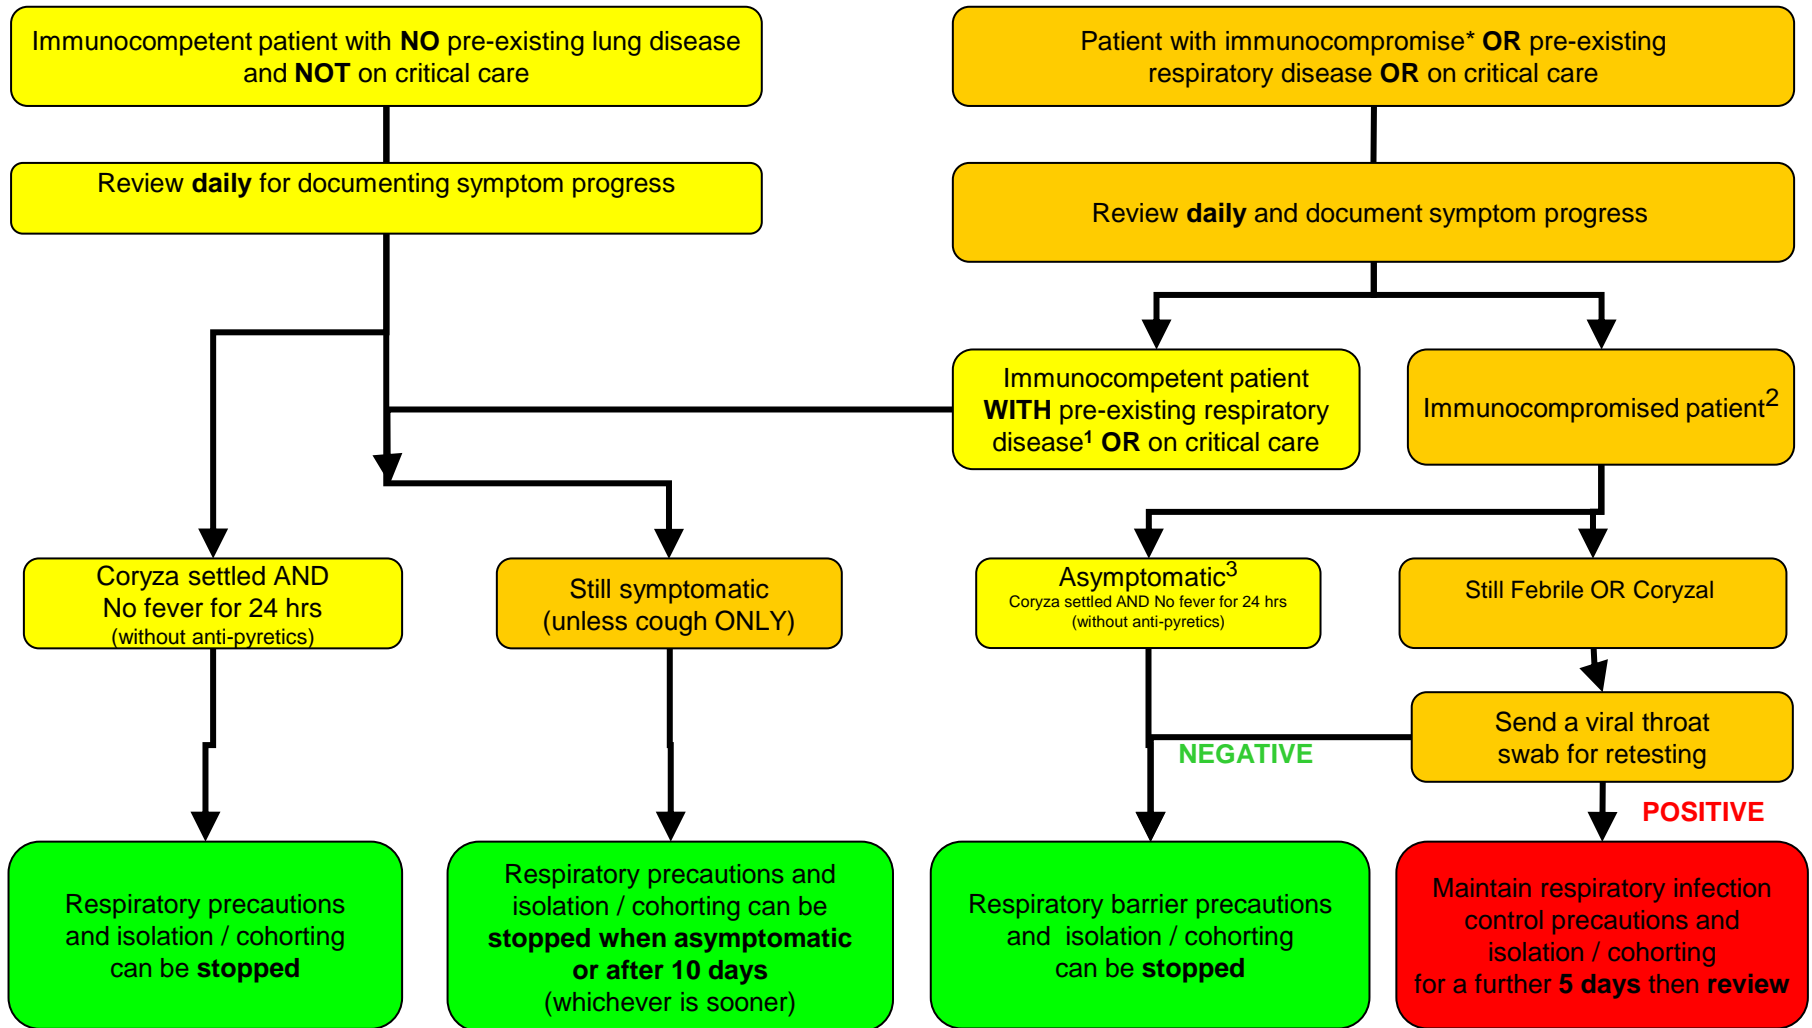 Immunocompetent patient with NO pre-existing lung disease
and NOT on critical care
Patient with immunocompromise* OR pre-existing
respiratory disease OR on critical care
Review daily for documenting symptom progress
Review daily and document symptom progress
Immunocompetent patient
WITH pre-existing respiratory
disease¹ OR on critical care
Immunocompromised patient²
Coryza settled AND
No fever for 24 hrs
(without anti-pyretics)
Still symptomatic
(unless cough ONLY)
Asymptomatic³
Coryza settled AND No fever for 24 hrs
(without anti-pyretics)
Still Febrile OR Coryzal
Send a viral throat
swab for retesting
NEGATIVE
POSITIVE
Respiratory precautions
and isolation / cohorting
can be stopped
Respiratory precautions and
isolation / cohorting can be
stopped when asymptomatic
or after 10 days
(whichever is sooner)
Respiratory barrier precautions
and isolation / cohorting
can be stopped
Maintain respiratory infection
control precautions and
isolation / cohorting
for a further 5 days then review